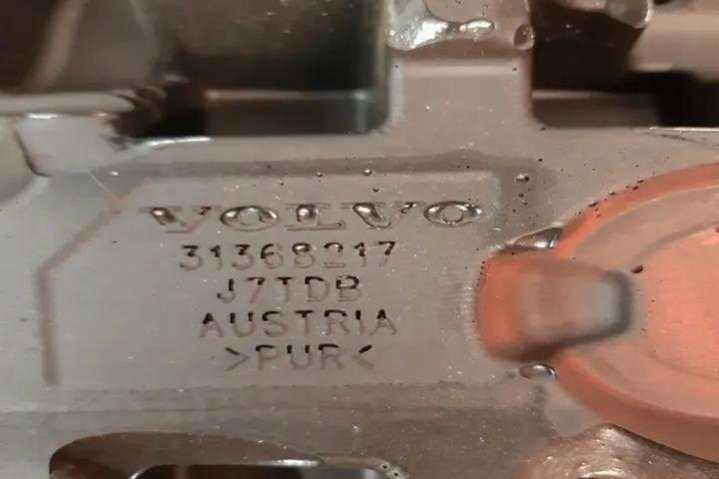 VOLVO
31368217
J7TDB
AUSTRIA
>PUR<